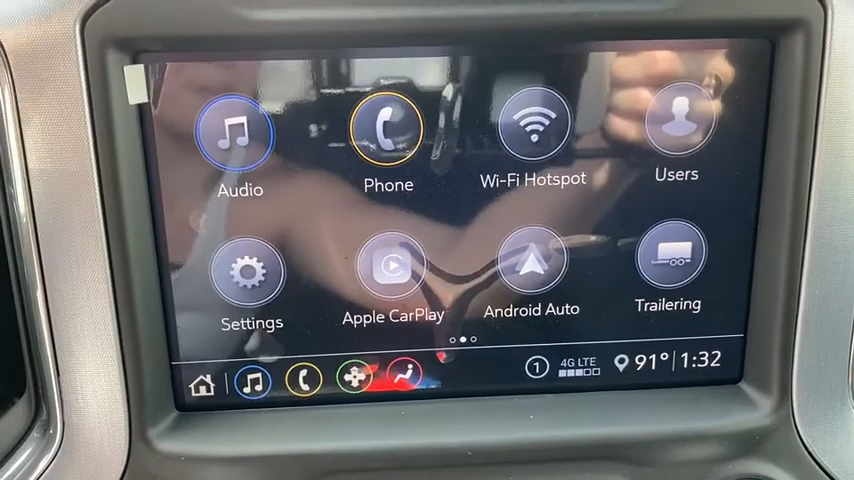 Audio
Phone
Wi-Fi Hotspot
Users
Settings
Apple CarPlay
Android Auto
Trailering
1
4G LTE
91° 1:32